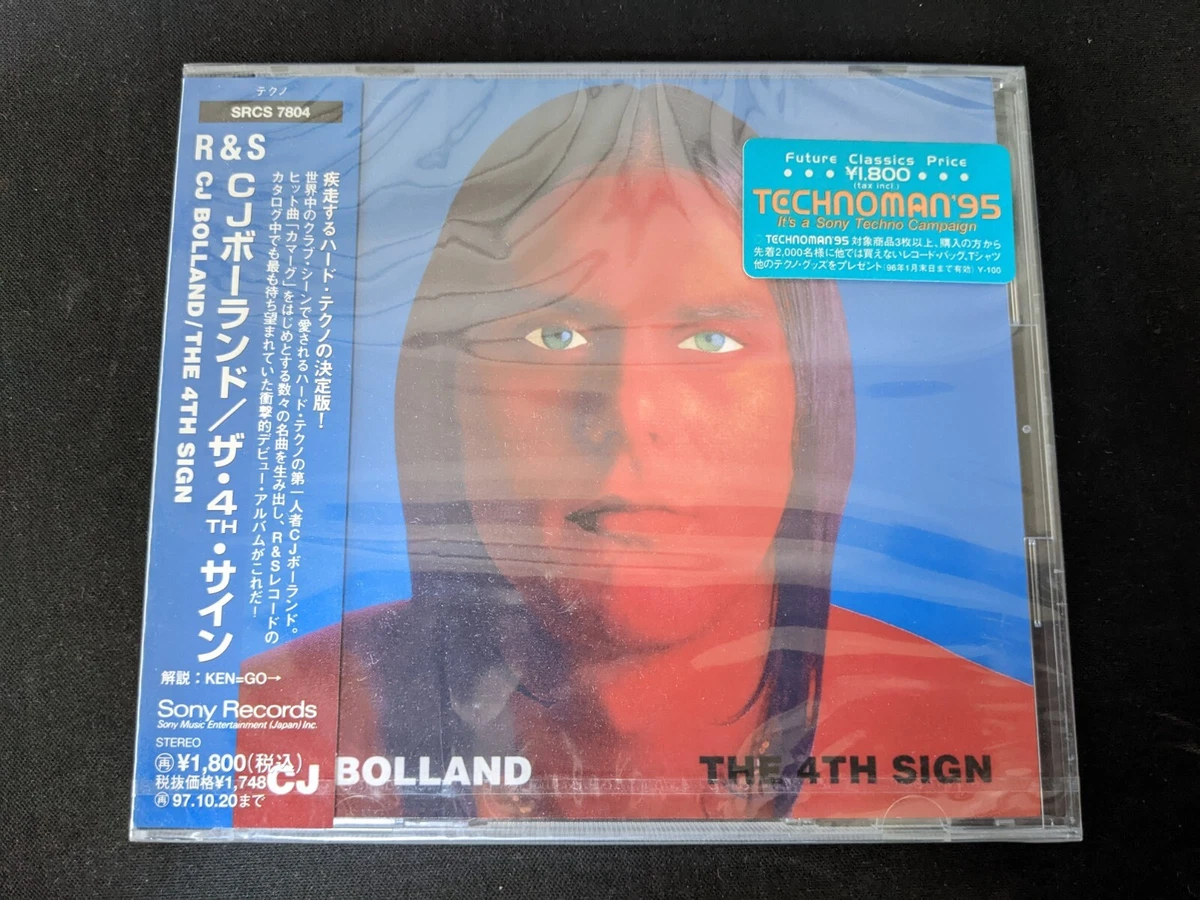 テクノ
SRCS 7804
R&S
CJボーランド/ザ・4TH・サイン
CJ BOLLAND/THE 4TH SIGN
疾走するハード・テクノの決定版！
世界中のクラブ・シーンで愛されるハード・テクノの第一人者CJボーランド。
ヒット曲「カマーグ」をはじめとする数々の名曲を生み出し、R&Sレコードの
カタログ中でも最も待ち望まれていた衝撃的デビュー・アルバムがこれだ！
解説：KEN=GO→
Sony Records
Sony Music Entertainment (Japan) Inc.
STEREO
再¥1,800(税込)
税抜価格¥1,748
再97.10.20まで
Future Classics Price
¥1,800
(tax incl.)
TECHNOMAN'95
It's a Sony Techno Campaign
TECHNOMAN'95 対象商品3枚以上、購入の方から
先着2,000名様に他では買えないレコード・バッグ、Tシャツ
他のテクノ・グッズをプレゼント（96年1月末日まで有効）Y-100
CJ BOLLAND
THE 4TH SIGN